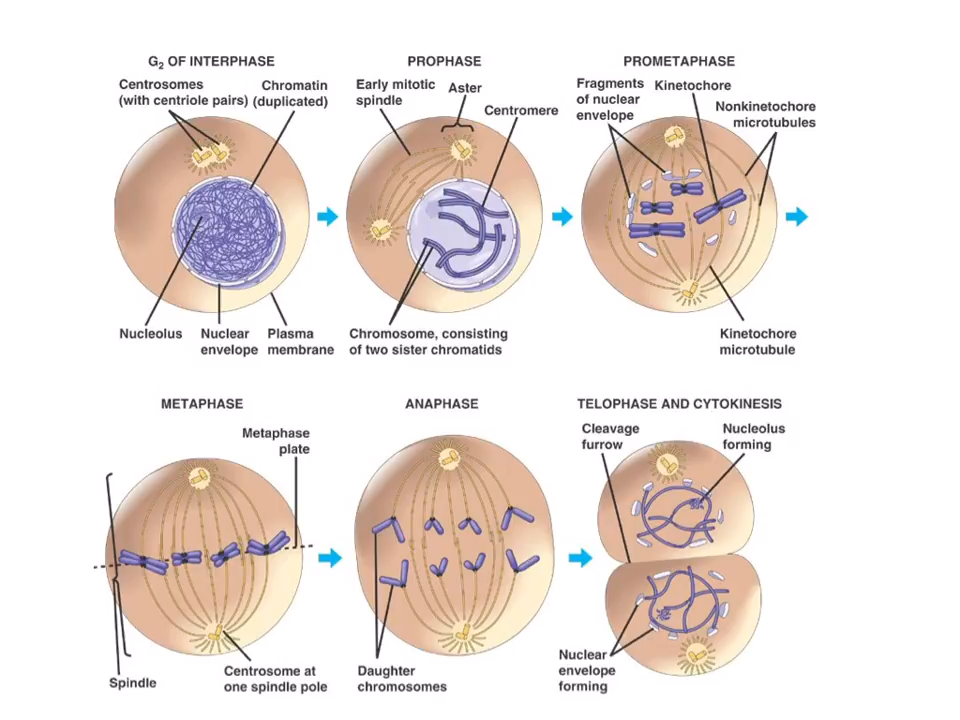 G₂ OF INTERPHASE
Centrosomes
(with centriole pairs)
Chromatin
(duplicated)
Nucleolus
Nuclear
envelope
Plasma
membrane
PROPHASE
Early mitotic
spindle
Aster
Centromere
Chromosome, consisting
of two sister chromatids
PROMETAPHASE
Fragments
of nuclear
envelope
Kinetochore
Nonkinetochore
microtubules
Kinetochore
microtubule
METAPHASE
Metaphase
plate
Spindle
Centrosome at
one spindle pole
ANAPHASE
Daughter
chromosomes
TELOPHASE AND CYTOKINESIS
Cleavage
furrow
Nucleolus
forming
Nuclear
envelope
forming